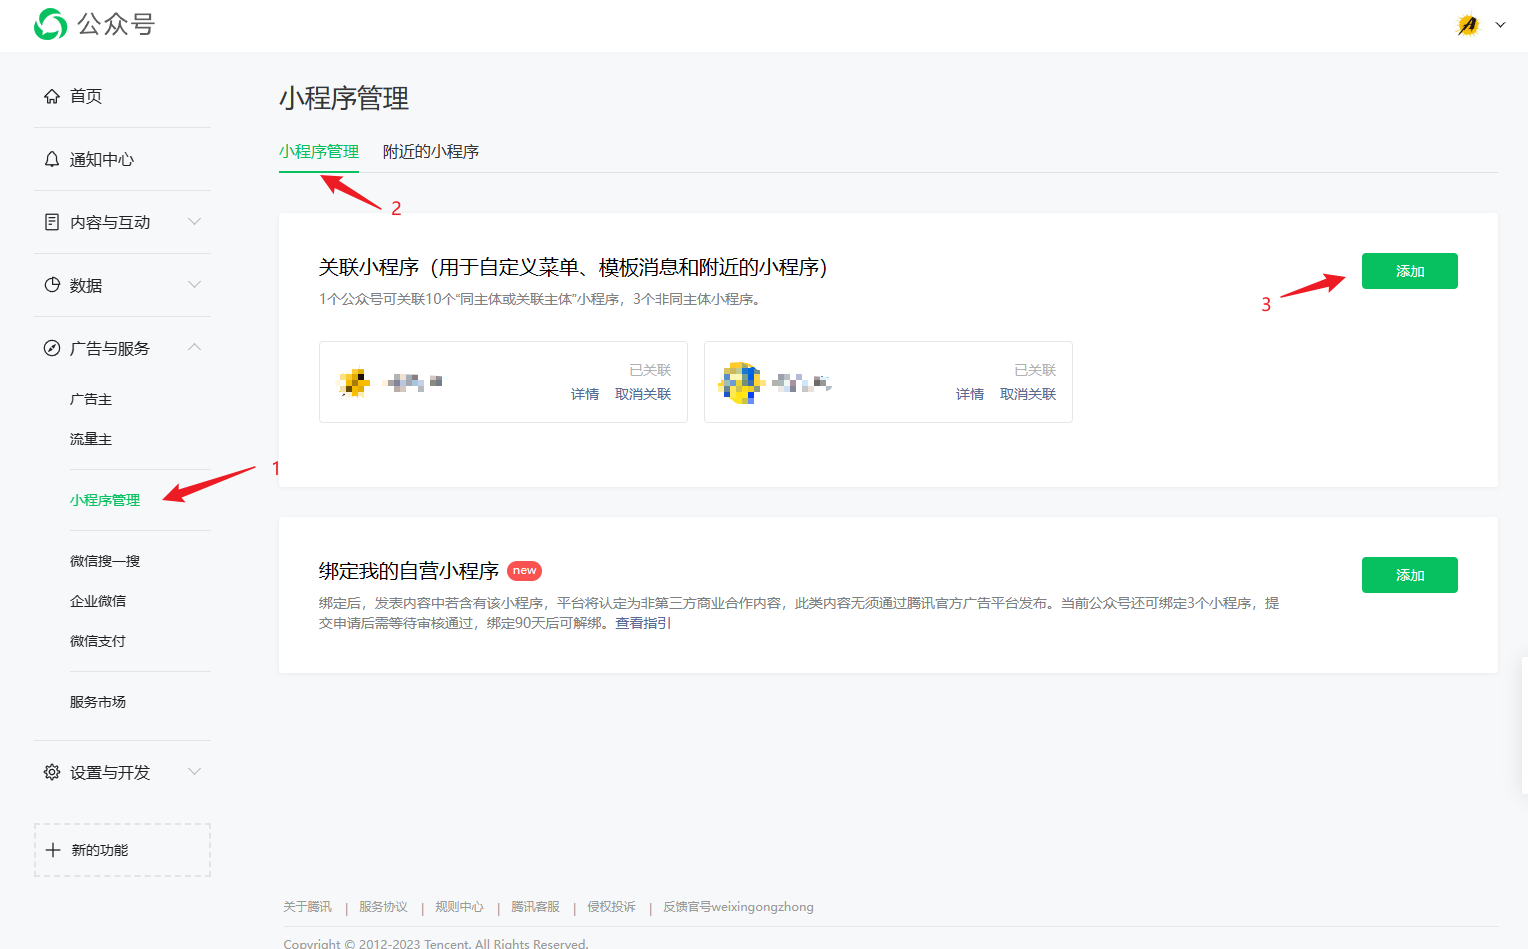 公众号
首页
通知中心
内容与互动
数据
广告与服务
广告主
流量主
小程序管理
微信搜一搜
企业微信
微信支付
服务市场
设置与开发
新的功能
小程序管理
小程序管理 附近的小程序
1
2
3
关联小程序（用于自定义菜单、模板消息和附近的小程序）
添加
1个公众号可关联10个“同主体或关联主体”小程序，3个非同主体小程序。
已关联
详情 取消关联
已关联
详情 取消关联
绑定我的自营小程序 new
添加
绑定后，发表内容中若含有该小程序，平台将认定为非第三方商业合作内容，此类内容无须通过腾讯官方广告平台发布。当前公众号还可绑定3个小程序，提
交申请后需等待审核通过，绑定90天后可解绑。查看指引
关于腾讯 | 服务协议 | 规则中心 | 腾讯客服 | 侵权投诉 | 反馈官号weixingongzhong
Copyright © 2012-2023 Tencent. All Rights Reserved.